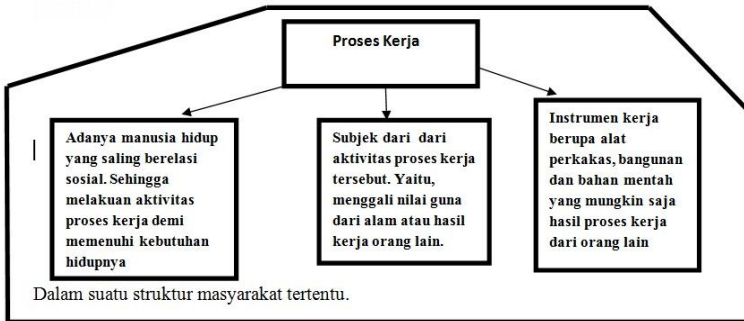 Proses Kerja
Adanya manusia hidup
yang saling berelasi
sosial. Sehingga
melakuan aktivitas
proses kerja demi
memenuhi kebutuhan
hidupnya
Subjek dari dari
aktivitas proses kerja
tersebut. Yaitu,
menggali nilai guna
dari alam atau hasil
kerja orang lain.
Instrumen kerja
berupa alat
perkakas, bangunan
dan bahan mentah
yang mungkin saja
hasil proses kerja
dari orang lain
Dalam suatu struktur masyarakat tertentu.